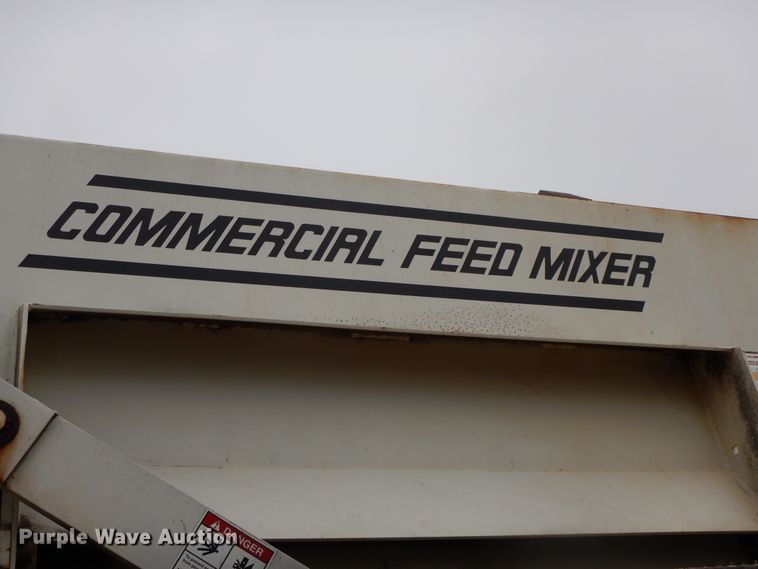 COMMERCIAL FEED MIXER
DANGER
Purple Wave Auction